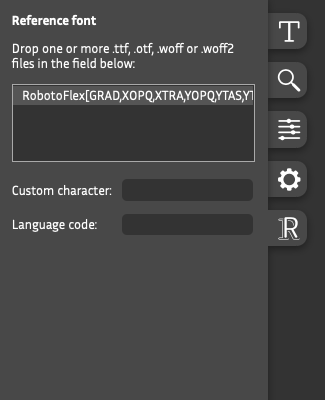 Reference font
Drop one or more .ttf, .otf, .woff or .woff2
files in the field below:
RobotoFlex[GRAD,XOPQ,XTRA,YOPQ,YTAS,YT
Custom character:
Language code:
T
R